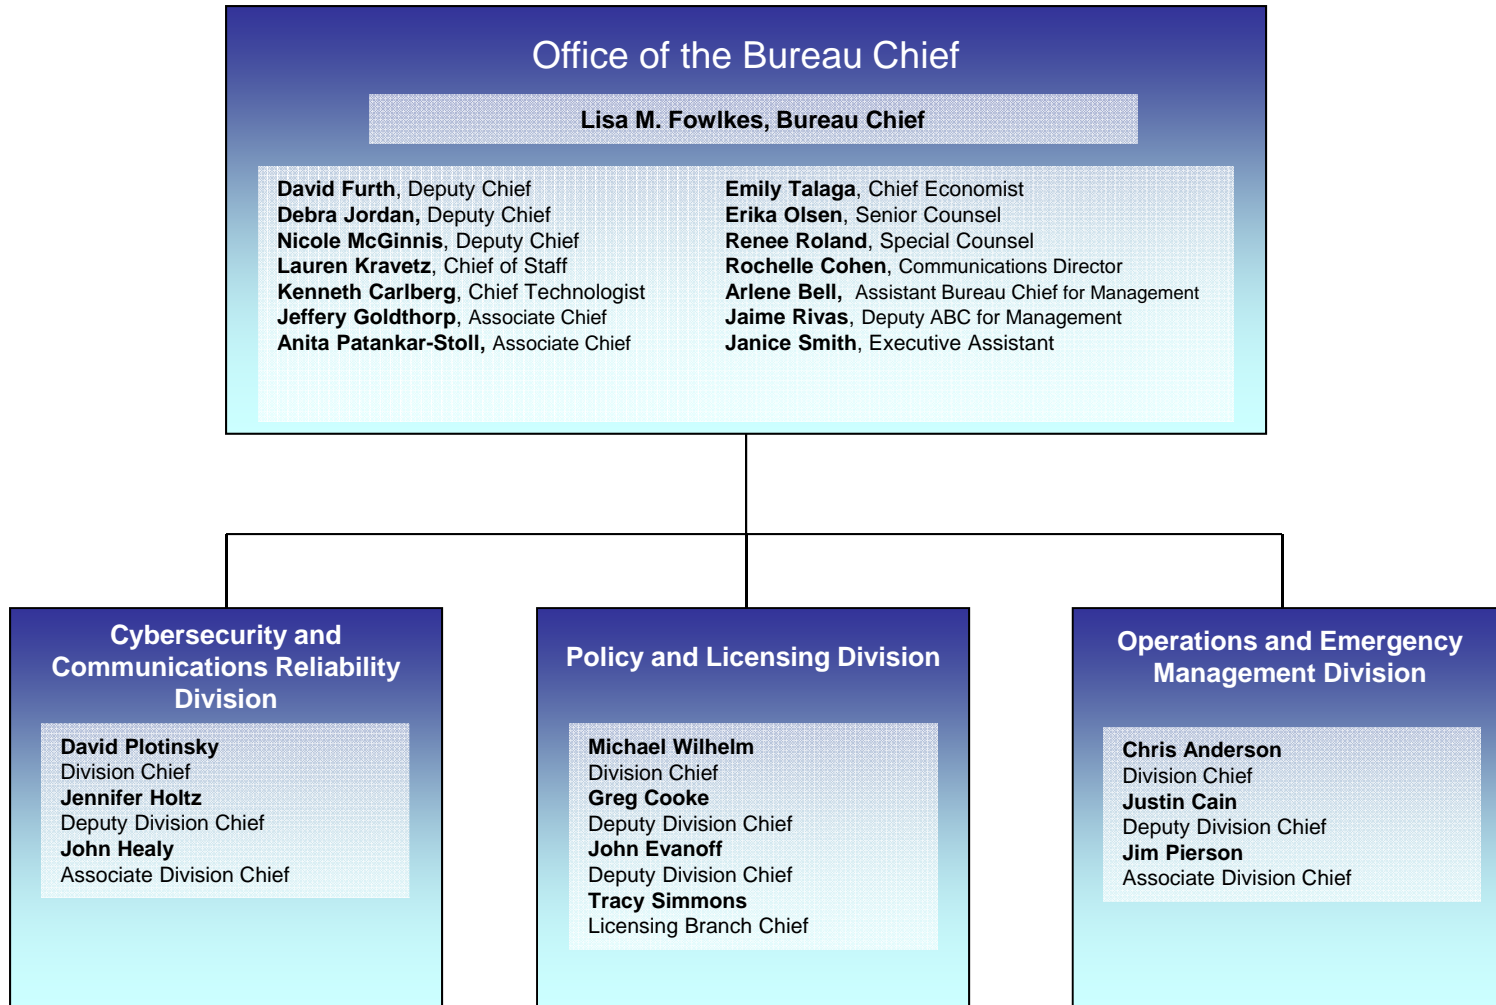 Office of the Bureau Chief
Lisa M. Fowlkes, Bureau Chief
David Furth, Deputy Chief
Debra Jordan, Deputy Chief
Nicole McGinnis, Deputy Chief
Lauren Kravetz, Chief of Staff
Kenneth Carlberg, Chief Technologist
Jeffery Goldthorp, Associate Chief
Anita Patankar-Stoll, Associate Chief
Emily Talaga, Chief Economist
Erika Olsen, Senior Counsel
Renee Roland, Special Counsel
Rochelle Cohen, Communications Director
Arlene Bell, Assistant Bureau Chief for Management
Jaime Rivas, Deputy ABC for Management
Janice Smith, Executive Assistant
Cybersecurity and
Communications Reliability
Division
David Plotinsky
Division Chief
Jennifer Holtz
Deputy Division Chief
John Healy
Associate Division Chief
Policy and Licensing Division
Michael Wilhelm
Division Chief
Greg Cooke
Deputy Division Chief
John Evanoff
Deputy Division Chief
Tracy Simmons
Licensing Branch Chief
Operations and Emergency
Management Division
Chris Anderson
Division Chief
Justin Cain
Deputy Division Chief
Jim Pierson
Associate Division Chief